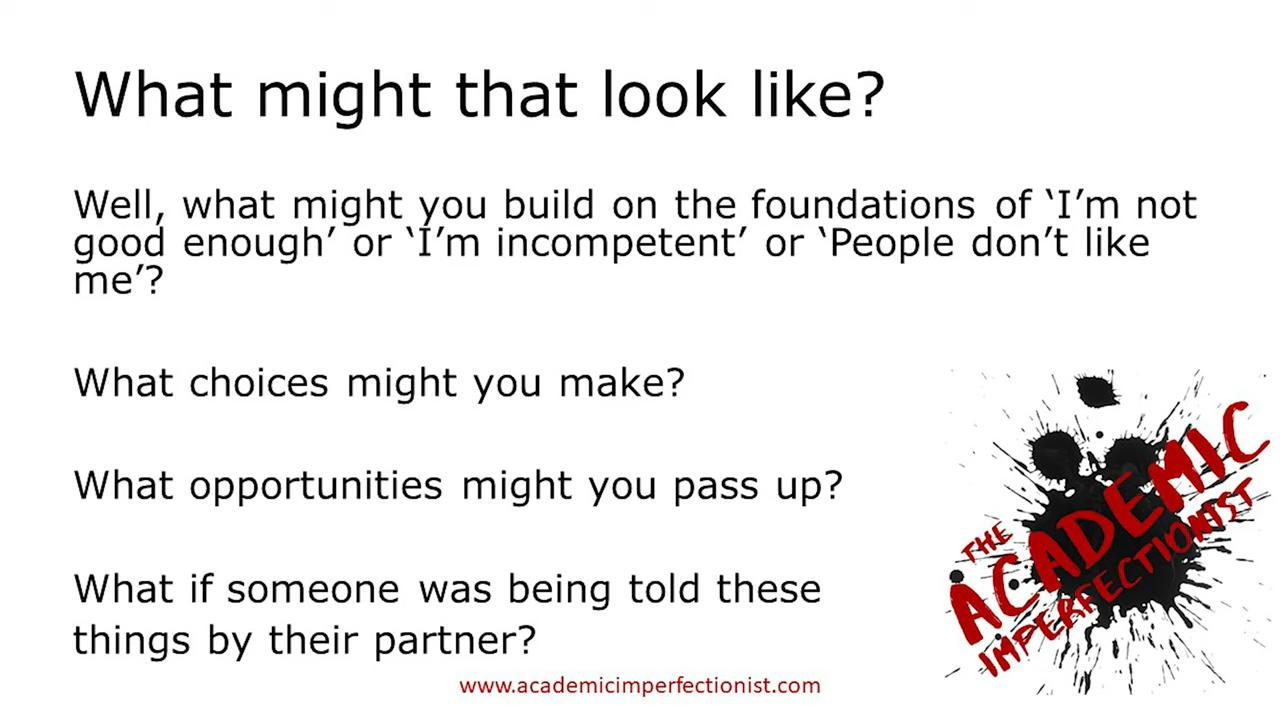 What might that look like?
Well, what might you build on the foundations of ‘I’m not
good enough’ or ‘I’m incompetent’ or ‘People don’t like
me’?
What choices might you make?
What opportunities might you pass up?
What if someone was being told these
things by their partner?
THE
ACADEMIC
IMPERFECTIONIST
www.academicimperfectionist.com